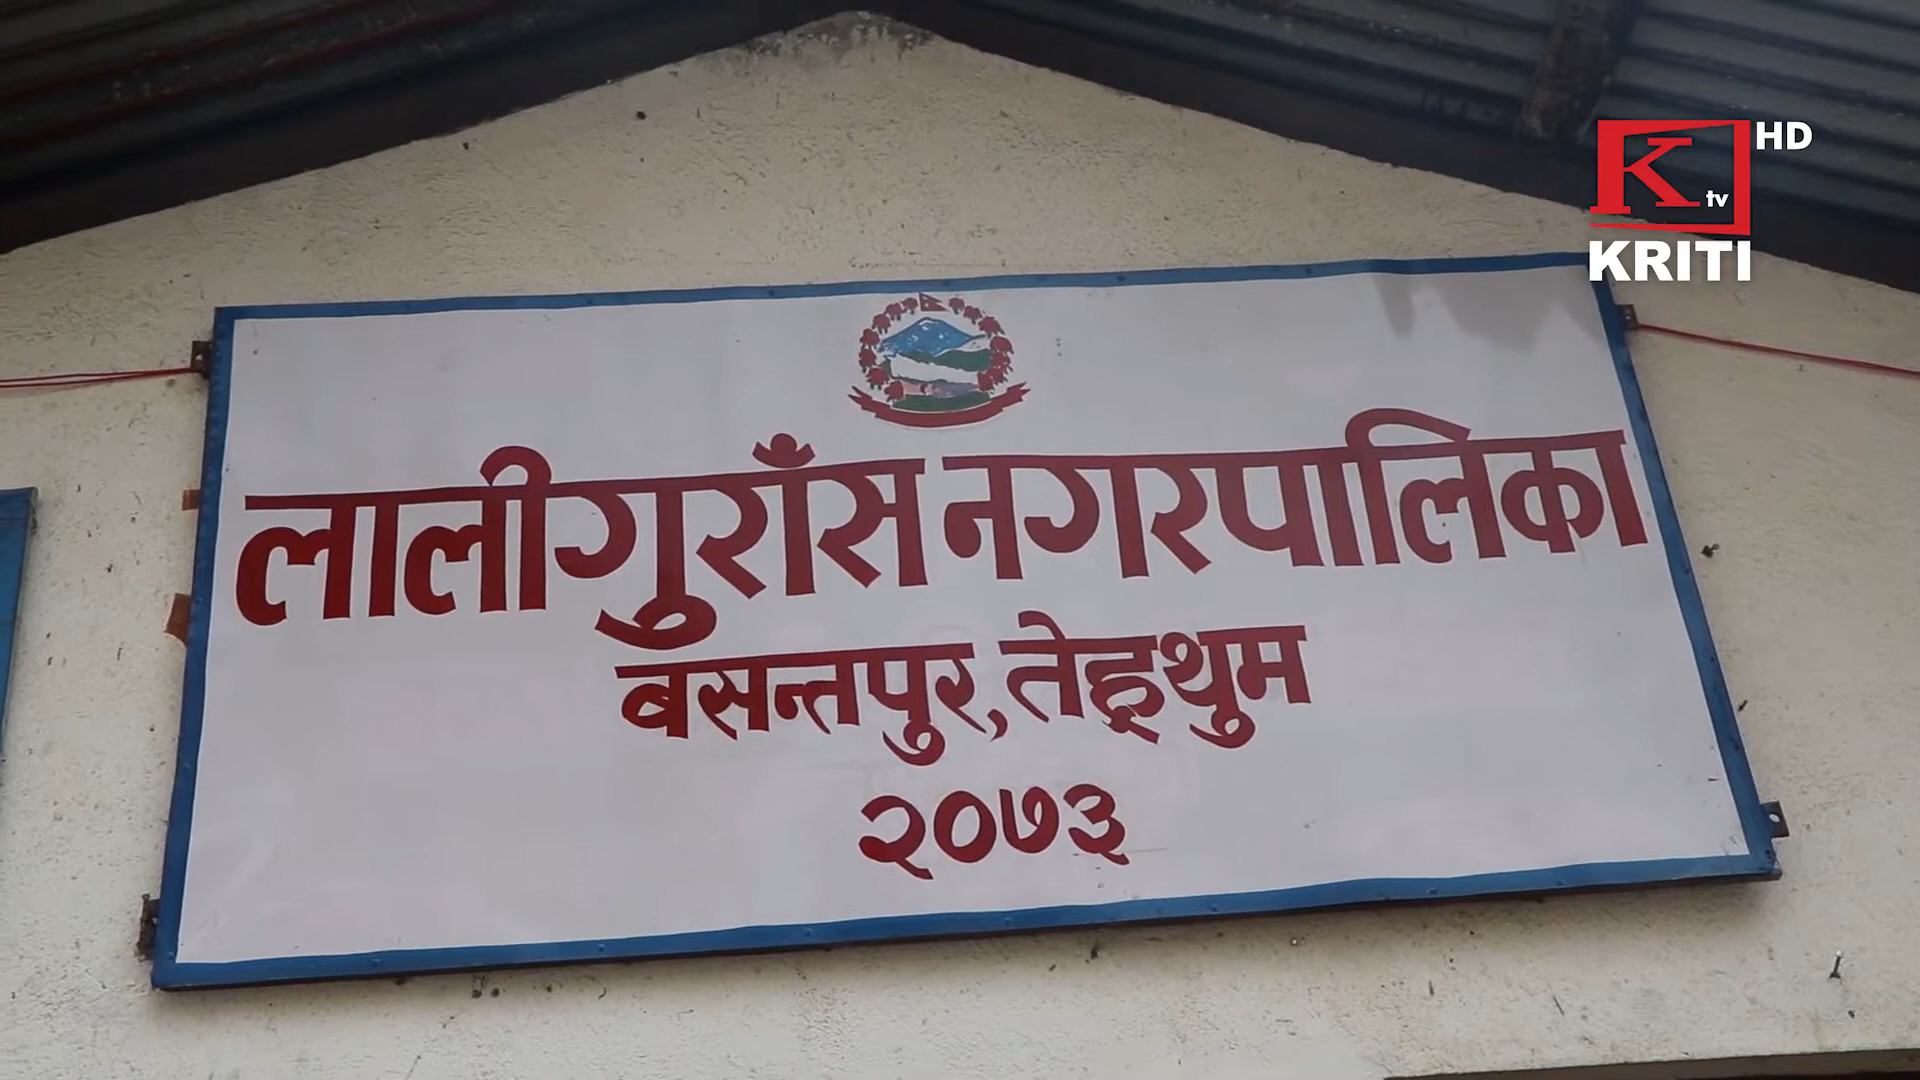 HD
K tv
KRITI
लालीगुराँस नगरपालिका
बसन्तपुर, तेह्रथुम
२०७३